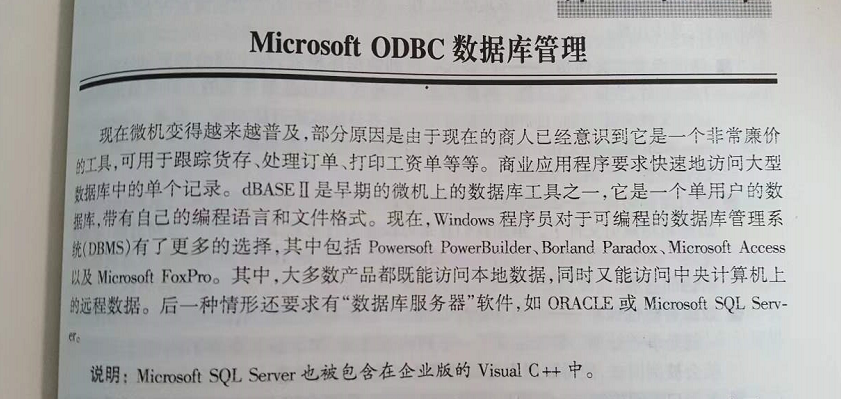 Microsoft ODBC 数据库管理
现在微机变得越来越普及,部分原因是由于现在的商人已经意识到它是一个非常廉价
的工具,可用于跟踪货存、处理订单、打印工资单等等。商业应用程序要求快速地访问大型
数据库中的单个记录。dBASEⅡ是早期的微机上的数据库工具之一,它是一个单用户的数
据库,带有自己的编程语言和文件格式。现在,Windows 程序员对于可编程的数据库管理系
统(DBMS)有了更多的选择,其中包括 Powersoft PowerBuilder、Borland Paradox、Microsoft Access
以及 Microsoft FoxPro。其中,大多数产品都既能访问本地数据,同时又能访问中央计算机上
的远程数据。后一种情形还要求有“数据库服务器”软件,如 ORACLE 或 Microsoft SQL Serv-
er。
说明：Microsoft SQL Server 也被包含在企业版的 Visual C++ 中。